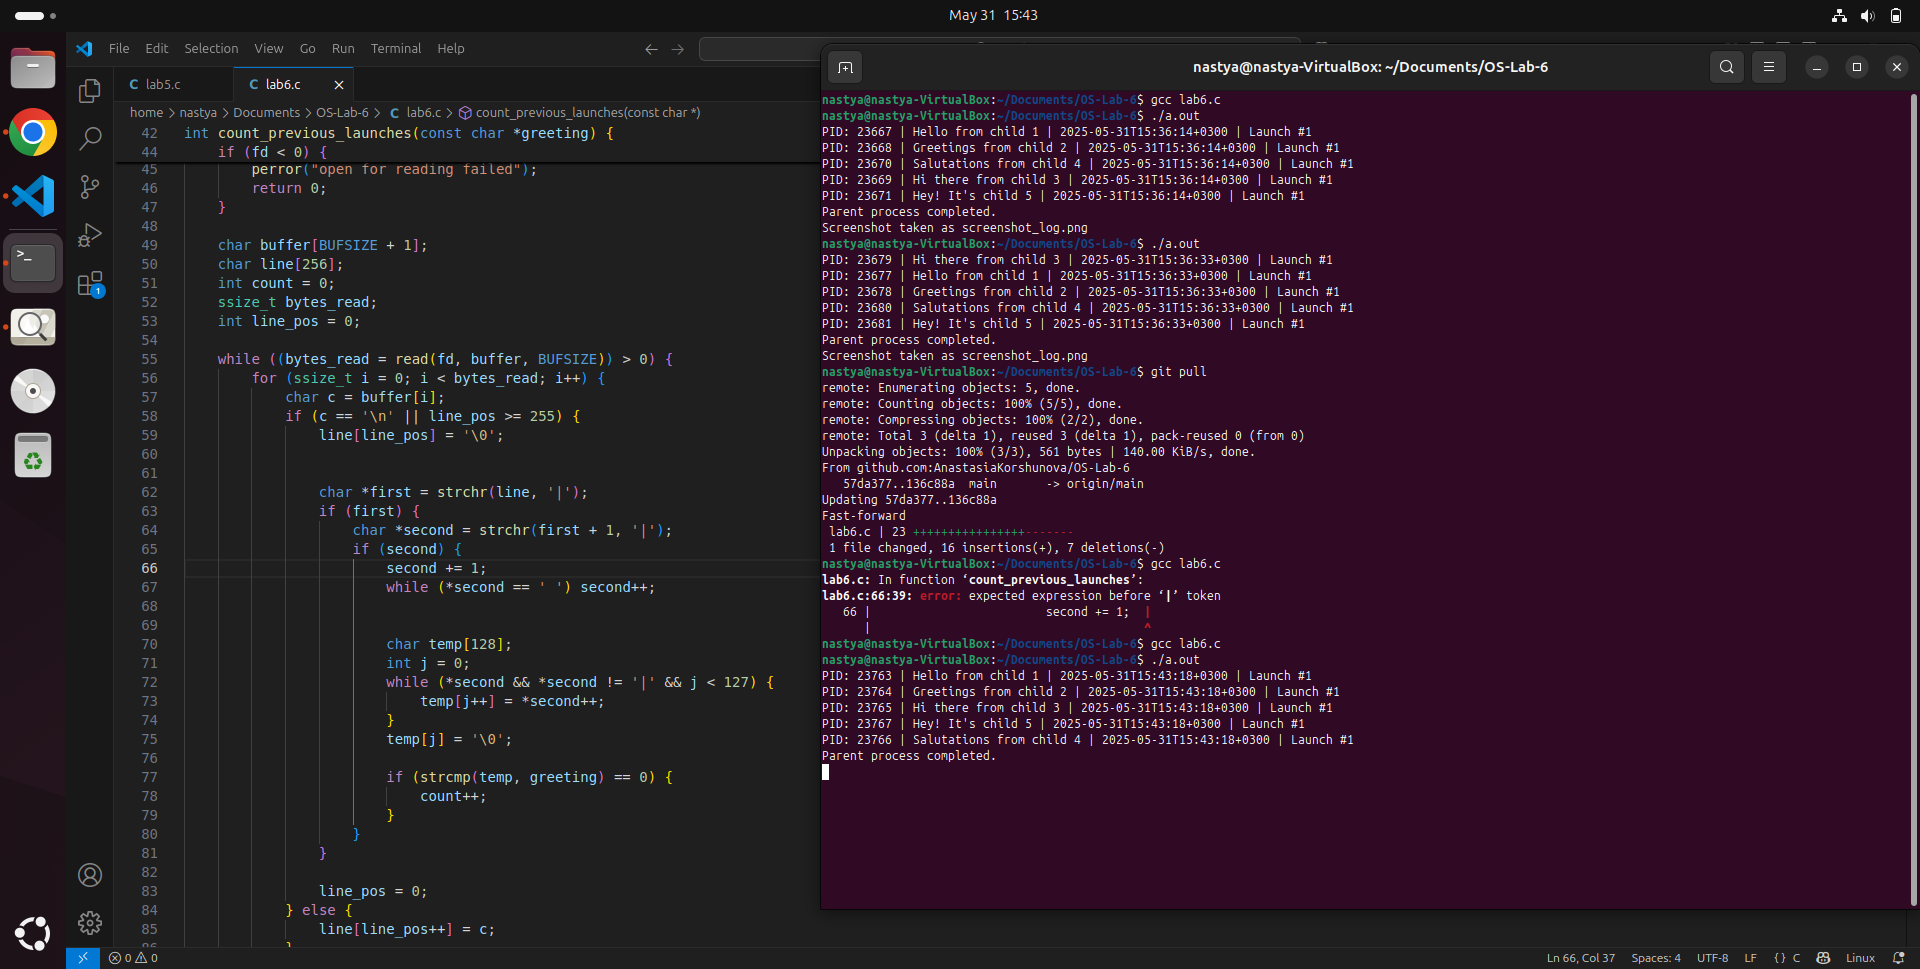 May 31 15:43
File Edit Selection View Go Run Terminal Help
lab5.c
lab6.c
home > nastya > Documents > OS-Lab-6 > C lab6.c > count_previous_launches(const char *)
42 int count_previous_launches(const char *greeting) {
44 if (fd < 0) {
45 perror("open for reading failed");
46 return 0;
47 }
48
49 char buffer[BUFSIZE + 1];
50 char line[256];
51 int count = 0;
52 ssize_t bytes_read;
53 int line_pos = 0;
54
55 while ((bytes_read = read(fd, buffer, BUFSIZE)) > 0) {
56 for (ssize_t i = 0; i < bytes_read; i++) {
57 char c = buffer[i];
58 if (c == '\n' || line_pos >= 255) {
59 line[line_pos] = '\0';
60
61
62 char *first = strchr(line, '|');
63 if (first) {
64 char *second = strchr(first + 1, '|');
65 if (second) {
66 second += 1;
67 while (*second == ' ') second++;
68
69
70 char temp[128];
71 int j = 0;
72 while (*second && *second != '|' && j < 127) {
73 temp[j++] = *second++;
74 }
75 temp[j] = '\0';
76
77 if (strcmp(temp, greeting) == 0) {
78 count++;
79 }
80 }
81 }
82
83 line_pos = 0;
84 } else {
85 line[line_pos++] = c;
86 }
1
0 0
Ln 66, Col 37 Spaces: 4 UTF-8 LF {} C Linux
nastya@nastya-VirtualBox: ~/Documents/OS-Lab-6
nastya@nastya-VirtualBox:~/Documents/OS-Lab-6$ gcc lab6.c
nastya@nastya-VirtualBox:~/Documents/OS-Lab-6$ ./a.out
PID: 23667 | Hello from child 1 | 2025-05-31T15:36:14+0300 | Launch #1
PID: 23668 | Greetings from child 2 | 2025-05-31T15:36:14+0300 | Launch #1
PID: 23670 | Salutations from child 4 | 2025-05-31T15:36:14+0300 | Launch #1
PID: 23669 | Hi there from child 3 | 2025-05-31T15:36:14+0300 | Launch #1
PID: 23671 | Hey! It's child 5 | 2025-05-31T15:36:14+0300 | Launch #1
Parent process completed.
Screenshot taken as screenshot_log.png
nastya@nastya-VirtualBox:~/Documents/OS-Lab-6$ ./a.out
PID: 23679 | Hi there from child 3 | 2025-05-31T15:36:33+0300 | Launch #1
PID: 23677 | Hello from child 1 | 2025-05-31T15:36:33+0300 | Launch #1
PID: 23678 | Greetings from child 2 | 2025-05-31T15:36:33+0300 | Launch #1
PID: 23680 | Salutations from child 4 | 2025-05-31T15:36:33+0300 | Launch #1
PID: 23681 | Hey! It's child 5 | 2025-05-31T15:36:33+0300 | Launch #1
Parent process completed.
Screenshot taken as screenshot_log.png
nastya@nastya-VirtualBox:~/Documents/OS-Lab-6$ git pull
remote: Enumerating objects: 5, done.
remote: Counting objects: 100% (5/5), done.
remote: Compressing objects: 100% (2/2), done.
remote: Total 3 (delta 1), reused 3 (delta 1), pack-reused 0 (from 0)
Unpacking objects: 100% (3/3), 561 bytes | 140.00 KiB/s, done.
From github.com:AnastasiaKorshunova/OS-Lab-6
57da377..136c88a main -> origin/main
Updating 57da377..136c88a
Fast-forward
lab6.c | 23 ++++++++++++++++-------
1 file changed, 16 insertions(+), 7 deletions(-)
nastya@nastya-VirtualBox:~/Documents/OS-Lab-6$ gcc lab6.c
lab6.c: In function ‘count_previous_launches’:
lab6.c:66:39: error: expected expression before ‘|’ token
66 | second += 1; |
| ^
nastya@nastya-VirtualBox:~/Documents/OS-Lab-6$ gcc lab6.c
nastya@nastya-VirtualBox:~/Documents/OS-Lab-6$ ./a.out
PID: 23763 | Hello from child 1 | 2025-05-31T15:43:18+0300 | Launch #1
PID: 23764 | Greetings from child 2 | 2025-05-31T15:43:18+0300 | Launch #1
PID: 23765 | Hi there from child 3 | 2025-05-31T15:43:18+0300 | Launch #1
PID: 23767 | Hey! It's child 5 | 2025-05-31T15:43:18+0300 | Launch #1
PID: 23766 | Salutations from child 4 | 2025-05-31T15:43:18+0300 | Launch #1
Parent process completed.